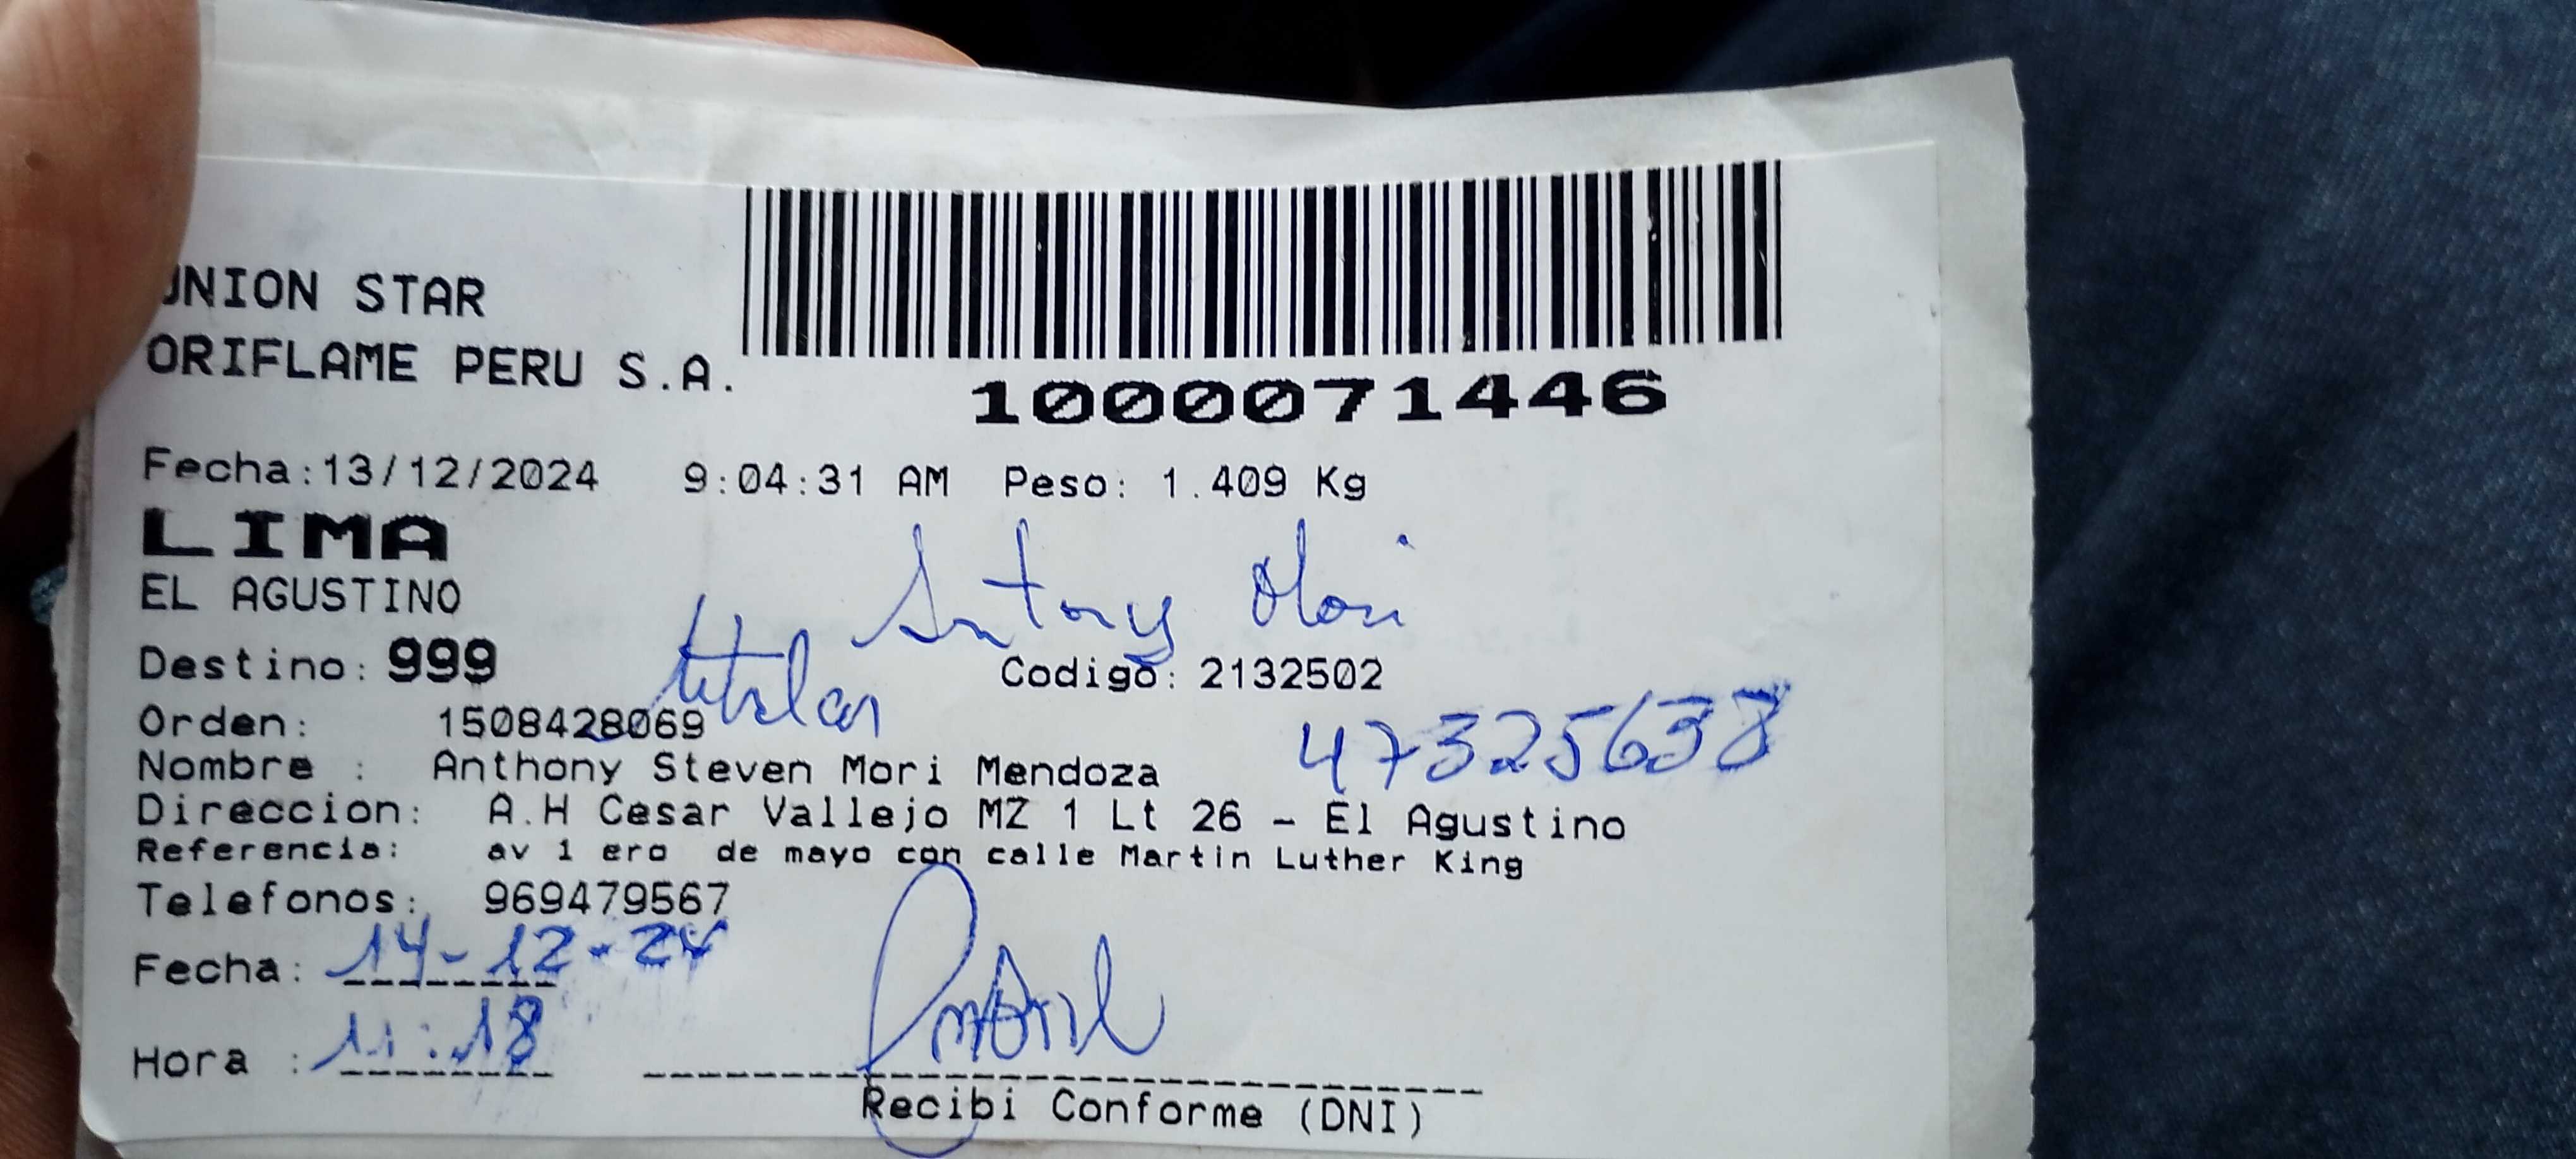 UNION STAR
ORIFLAME PERU S.A.
1000071446
Fecha:13/12/2024 9:04:31 AM Peso: 1.409 Kg
LIMA
EL AGUSTINO
Antony Mori
Destino: 999 titular Codigo: 2132502
Orden: 1508428069
47325638
Nombre : Anthony Steven Mori Mendoza
Direccion: A.H Cesar Vallejo MZ 1 Lt 26 - El Agustino
Referencia: av 1 ero de mayo con calle Martin Luther King
Telefonos: 969479567
Fecha: 14-12-24
Hora : 11:18
Recibi Conforme (DNI)